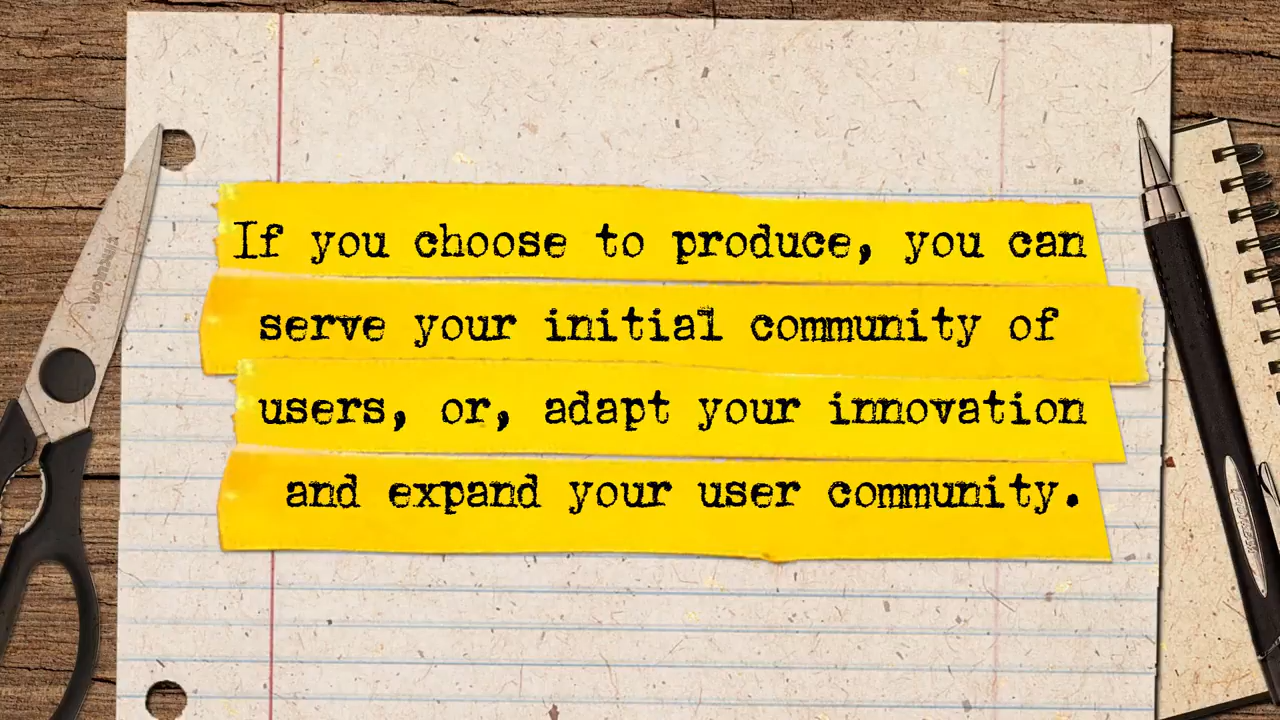 If you choose to produce, you can
serve your initial community of
users, or, adapt your innovation
and expand your user community.